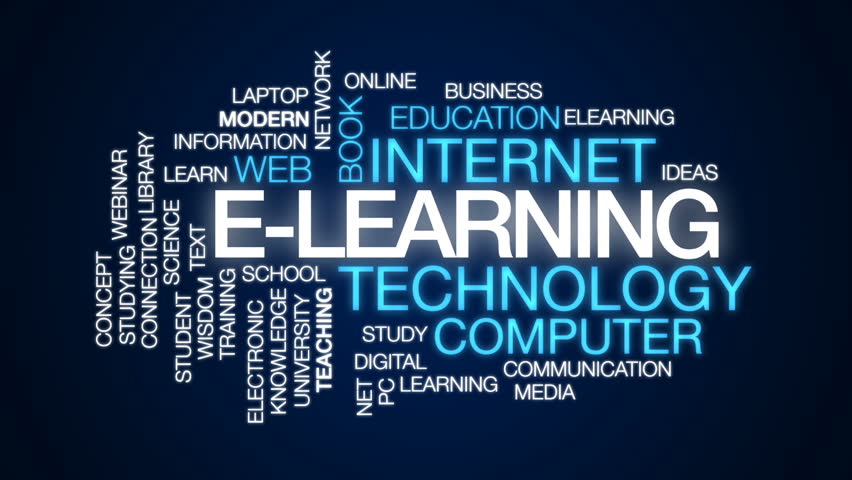 ONLINE
BUSINESS
LAPTOP
NETWORK
MODERN
BOOK
EDUCATION
ELEARNING
INFORMATION
INTERNET
LEARN
WEB
IDEAS
WEBINAR
LIBRARY
E-LEARNING
SCIENCE
TEXT
CONCEPT
STUDYING
CONNECTION
SCHOOL
TECHNOLOGY
STUDENT
WISDOM
TRAINING
ELECTRONIC
KNOWLEDGE
UNIVERSITY
TEACHING
STUDY
COMPUTER
DIGITAL
COMMUNICATION
NET
PC
LEARNING
MEDIA